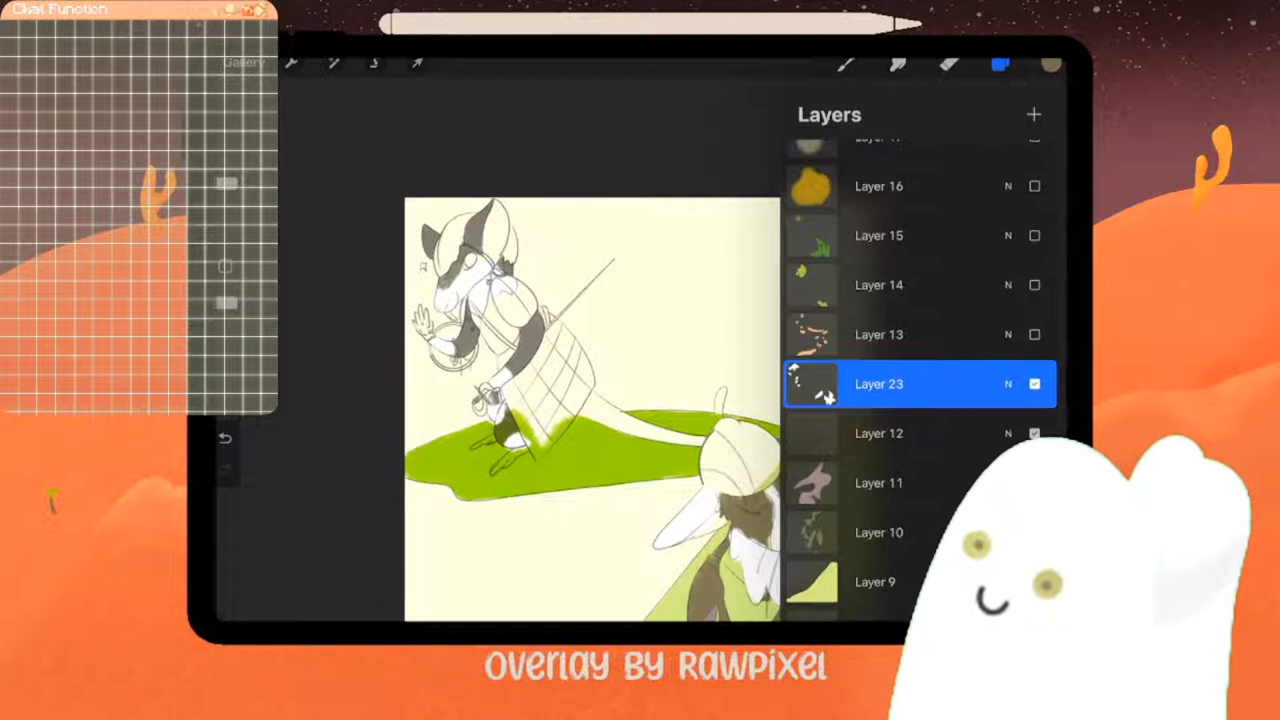 Chat Function
Gallery
Layers
Layer 16 N
Layer 15 N
Layer 14 N
Layer 13 N
Layer 23 N
Layer 12 N
Layer 11
Layer 10
Layer 9
OVERLAY BY RAWPIXEL